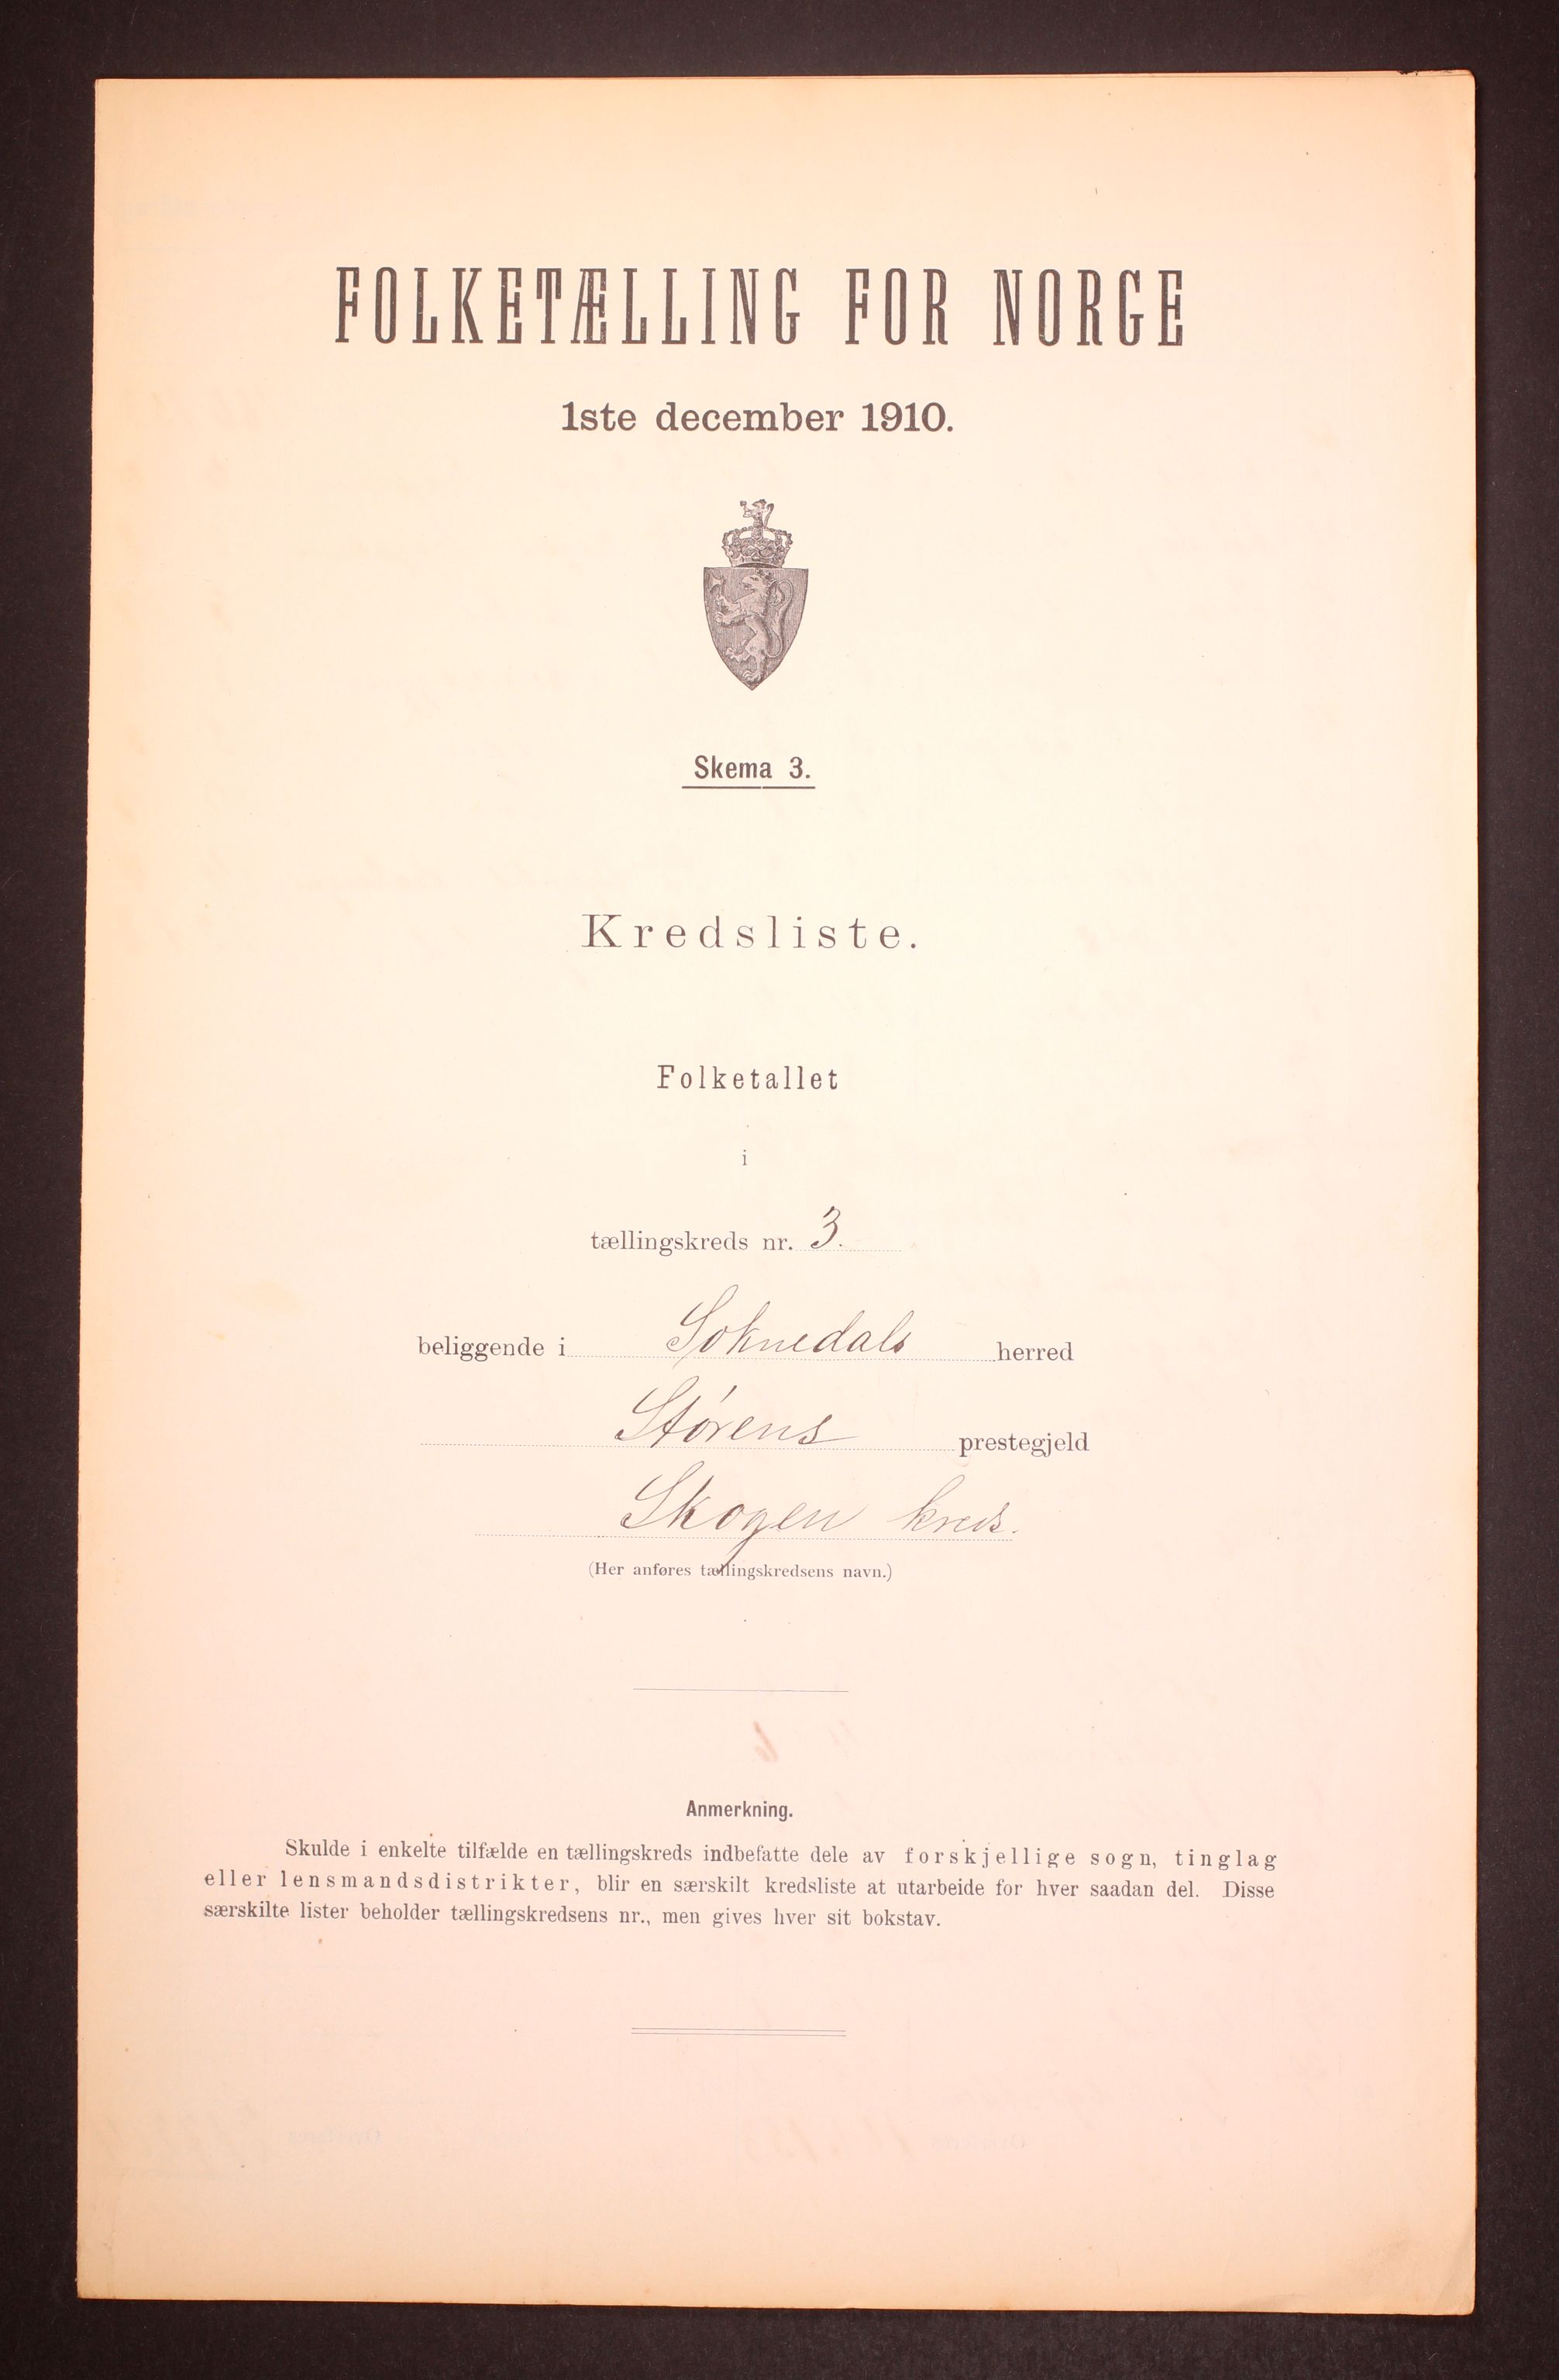 FOLKETÆLLING FOR NORGE
1ste december 1910.
Skema 3.
Kredsliste.
Folketallet
i
tællingskreds nr. 3.
beliggende i Soknedals herred
Størens prestegjeld
Skogen kreds.
(Her anføres tællingskredsens navn.)
Anmerkning.
Skulde i enkelte tilfælde en tællingskreds indbefatte dele av forskjellige sogn, tinglag
eller lensmandsdistrikter, blir en særskilt kredsliste at utarbeide for hver saadan del. Disse
særskilte lister beholder tællingskredsens nr., men gives hver sit bokstav.